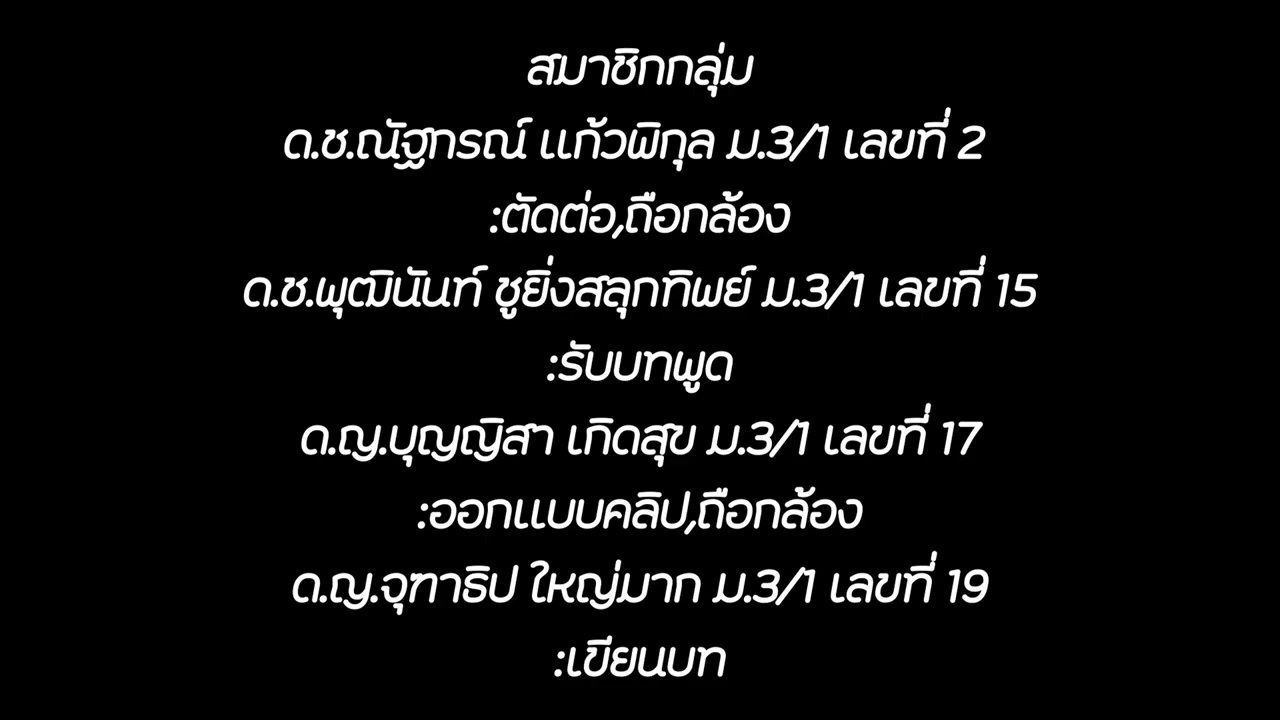 สมาชิกกลุ่ม
ด.ช.ณัฐกรณ์ แก้วพิกุล ม.3/1 เลขที่ 2
:ตัดต่อ,ถือกล้อง
ด.ช.พุฒินันท์ ชูยิ่งสลุกทิพย์ ม.3/1 เลขที่ 15
:รับบทพูด
ด.ญ.บุญญิสา เกิดสุข ม.3/1 เลขที่ 17
:ออกแบบคลิป,ถือกล้อง
ด.ญ.จุฑาธิป ใหญ่มาก ม.3/1 เลขที่ 19
:เขียนบท